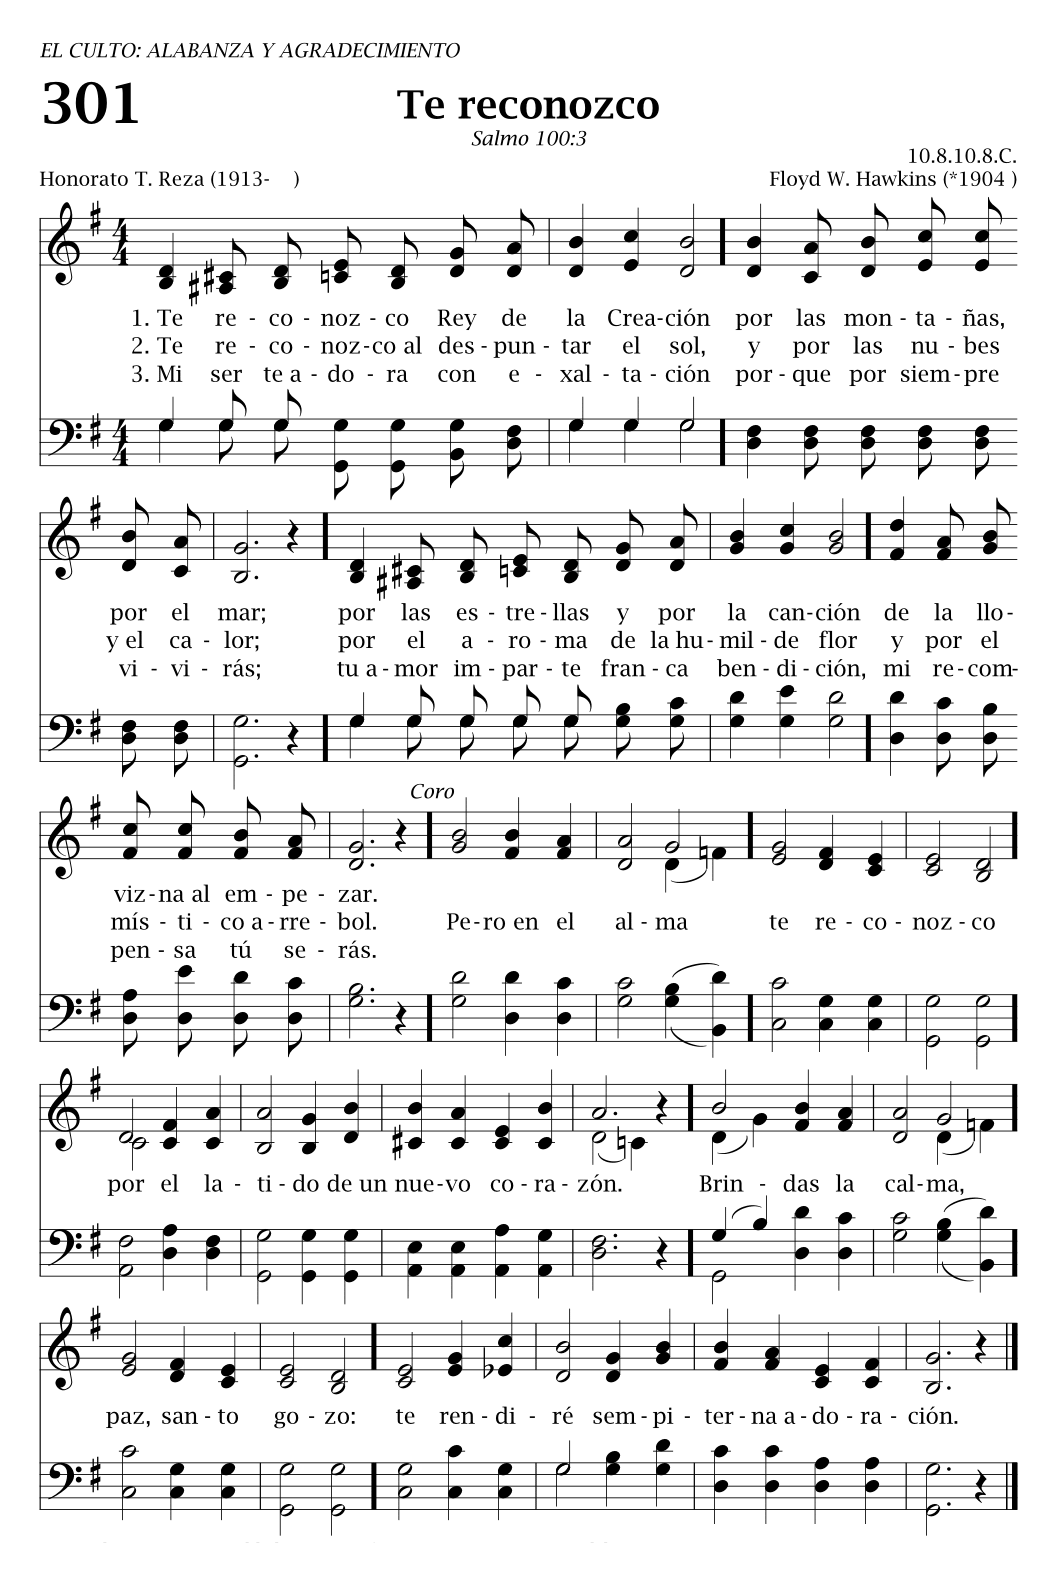 EL CULTO: ALABANZA Y AGRADECIMIENTO
301
Te reconozco
Salmo 100:3
10.8.10.8.C.
Honorato T. Reza (1913- ) Floyd W. Hawkins (*1904 )
1. Te re - co - noz - co Rey de la Crea-ción por las mon - ta - ñas,
2. Te re - co - noz-co al des - pun - tar el sol, y por las nu - bes
3. Mi ser te a - do - ra con e - xal - ta - ción por - que por siem - pre
por el mar; por las es - tre - llas y por la can-ción de la llo -
y el ca - lor; por el a - ro - ma de la hu - mil - de flor y por el
vi - vi - rás; tu a - mor im - par - te fran - ca ben - di - ción, mi re - com-
Coro
viz - na al em - pe - zar.
mís - ti - co a - rre - bol. Pe - ro en el al - ma te re - co - noz - co
pen - sa tú se - rás.
por el la - ti - do de un nue-vo co - ra - zón. Brin - das la cal-ma,
paz, san - to go - zo: te ren - di - ré sem - pi - ter - na a - do - ra - ción.